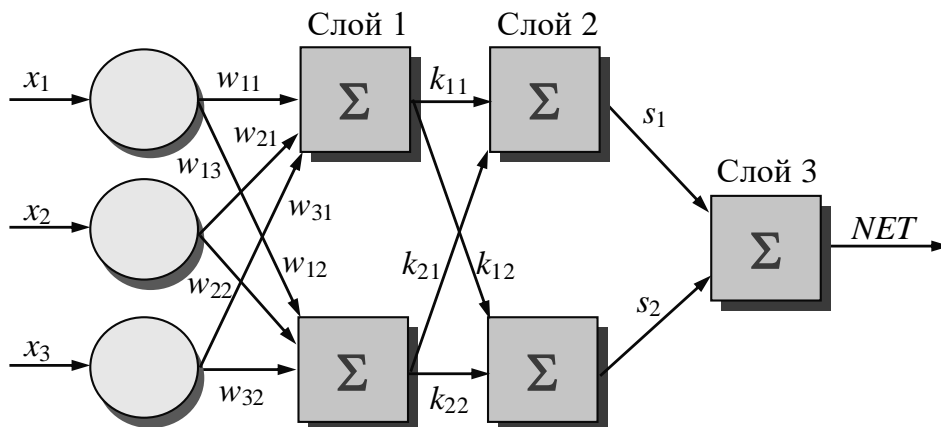 Слой 1
Слой 2
x₁
w₁₁
Σ
k₁₁
Σ
s₁
w₂₁
w₁₃
Слой 3
x₂
w₃₁
NET
Σ
w₁₂
k₂₁
k₁₂
w₂₂
s₂
x₃
Σ
Σ
w₃₂
k₂₂